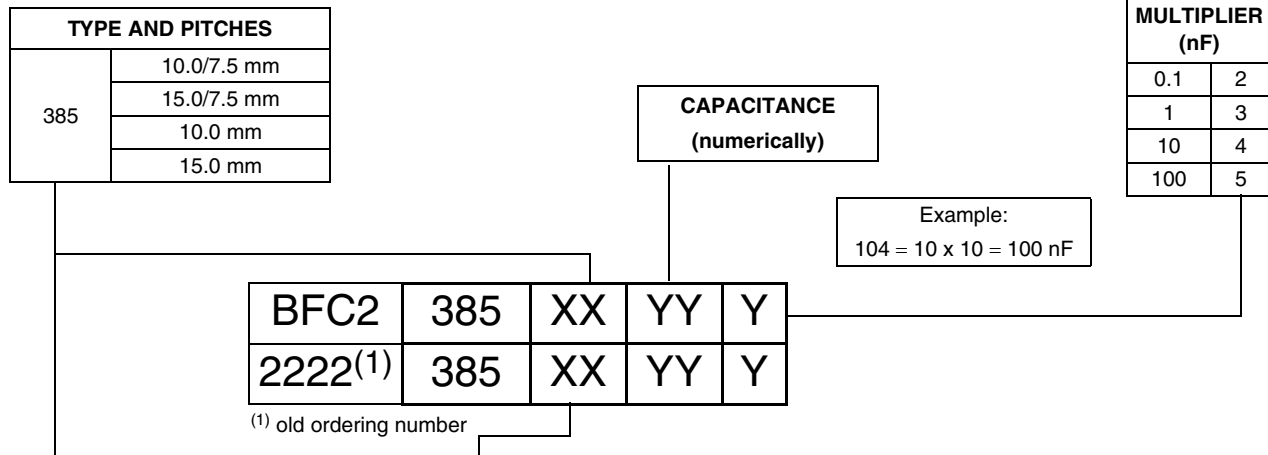 TYPE AND PITCHES
385
10.0/7.5 mm
15.0/7.5 mm
10.0 mm
15.0 mm
CAPACITANCE
(numerically)
MULTIPLIER
(nF)
0.1 2
1 3
10 4
100 5
Example:
104 = 10 x 10 = 100 nF
BFC2 385 XX YY Y
2222(1) 385 XX YY Y
(1) old ordering number